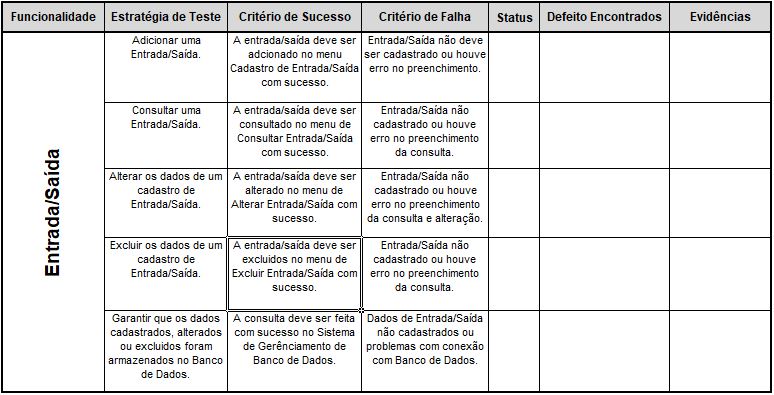 Funcionalidade Estratégia de Teste Critério de Sucesso Critério de Falha Status Defeito Encontrados Evidências
Entrada/Saída
Adicionar uma
Entrada/Saída.
A entrada/saída deve ser
adcionado no menu
Cadastro de Entrada/Saída
com sucesso.
Entrada/Saída não deve
ser cadastrado ou houve
erro no preenchimento.
Consultar uma
Entrada/Saída.
A entrada/saída deve ser
consultado no menu de
Consultar Entrada/Saída
com sucesso.
Entrada/Saída não
cadastrado ou houve
erro no preenchimento
da consulta.
Alterar os dados de um
cadastro de
Entrada/Saída.
A entrada/saída deve ser
alterado no menu de
Alterar Entrada/Saída com
sucesso.
Entrada/Saída não
cadastrado ou houve
erro no preenchimento
da consulta e alteração.
Excluir os dados de um
cadastro de
Entrada/Saída.
A entrada/saída deve ser
excluidos no menu de
Excluir Entrada/Saída com
sucesso.
Entrada/Saída não
cadastrado ou houve
erro no preenchimento
da consulta.
Garantir que os dados
cadastrados, alterados
ou excluidos foram
armazenados no Banco
de Dados.
A consulta deve ser feita
com sucesso no Sistema
de Gerênciamento de
Banco de Dados.
Dados de Entrada/Saída
não cadastrados ou
problemas com conexão
com Banco de Dados.